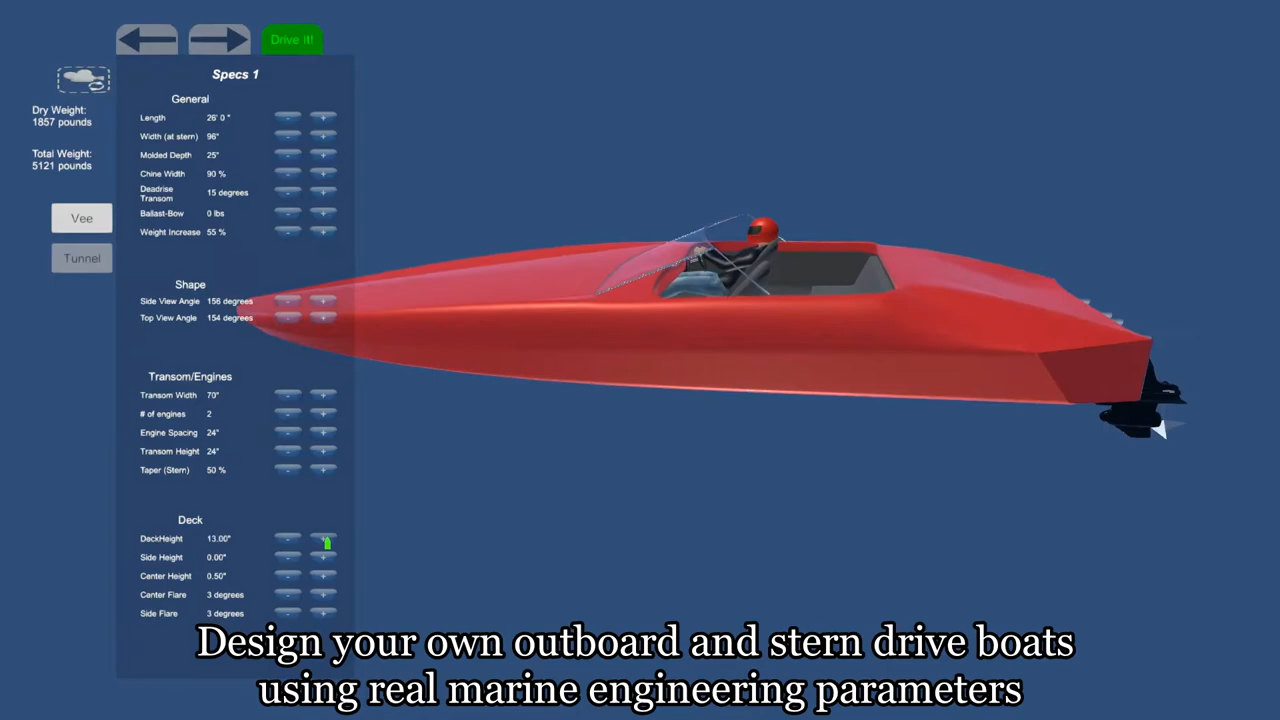 Drive It!
Specs 1
Dry Weight:
1857 pounds
Total Weight:
5121 pounds
Vee
Tunnel
General
Length 26' 0 " - +
Width (at stern) 96" - +
Molded Depth 25" - +
Chine Width 90 % - +
Deadrise
Transom 15 degrees - +
Ballast-Bow 0 lbs - +
Weight Increase 55 % - +
Shape
Side View Angle 156 degrees - +
Top View Angle 154 degrees - +
Transom/Engines
Transom Width 70" - +
# of engines 2 - +
Engine Spacing 24" - +
Transom Height 24" - +
Taper (Stern) 50 % - +
Deck
DeckHeight 13.00" - +
Side Height 0.00" - +
Center Height 0.50" - +
Center Flare 3 degrees - +
Side Flare 3 degrees - +
Design your own outboard and stern drive boats
using real marine engineering parameters